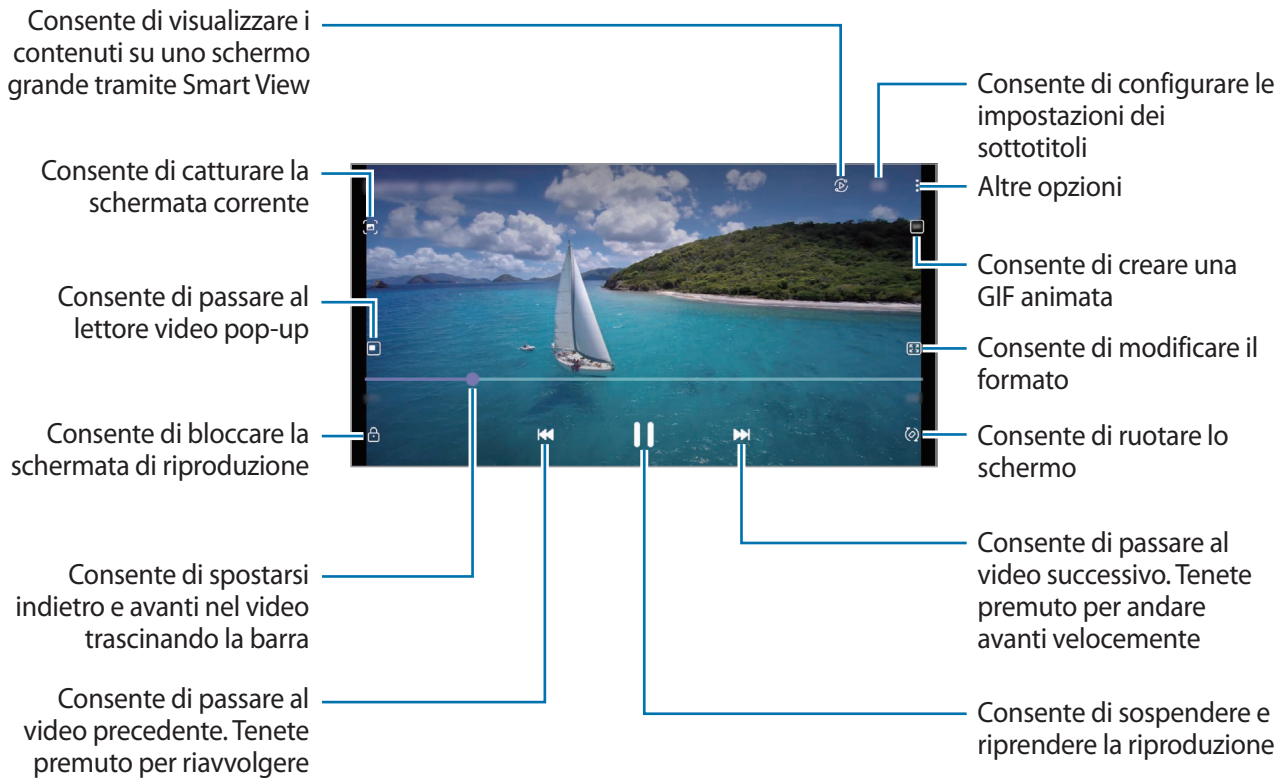 Consente di visualizzare i
contenuti su uno schermo
grande tramite Smart View
Consente di catturare la
schermata corrente
Consente di passare al
lettore video pop-up
Consente di bloccare la
schermata di riproduzione
Consente di spostarsi
indietro e avanti nel video
trascinando la barra
Consente di passare al
video precedente. Tenete
premuto per riavvolgere
Consente di configurare le
impostazioni dei
sottotitoli
Altre opzioni
Consente di creare una
GIF animata
Consente di modificare il
formato
Consente di ruotare lo
schermo
Consente di passare al
video successivo. Tenete
premuto per andare
avanti velocemente
Consente di sospendere e
riprendere la riproduzione